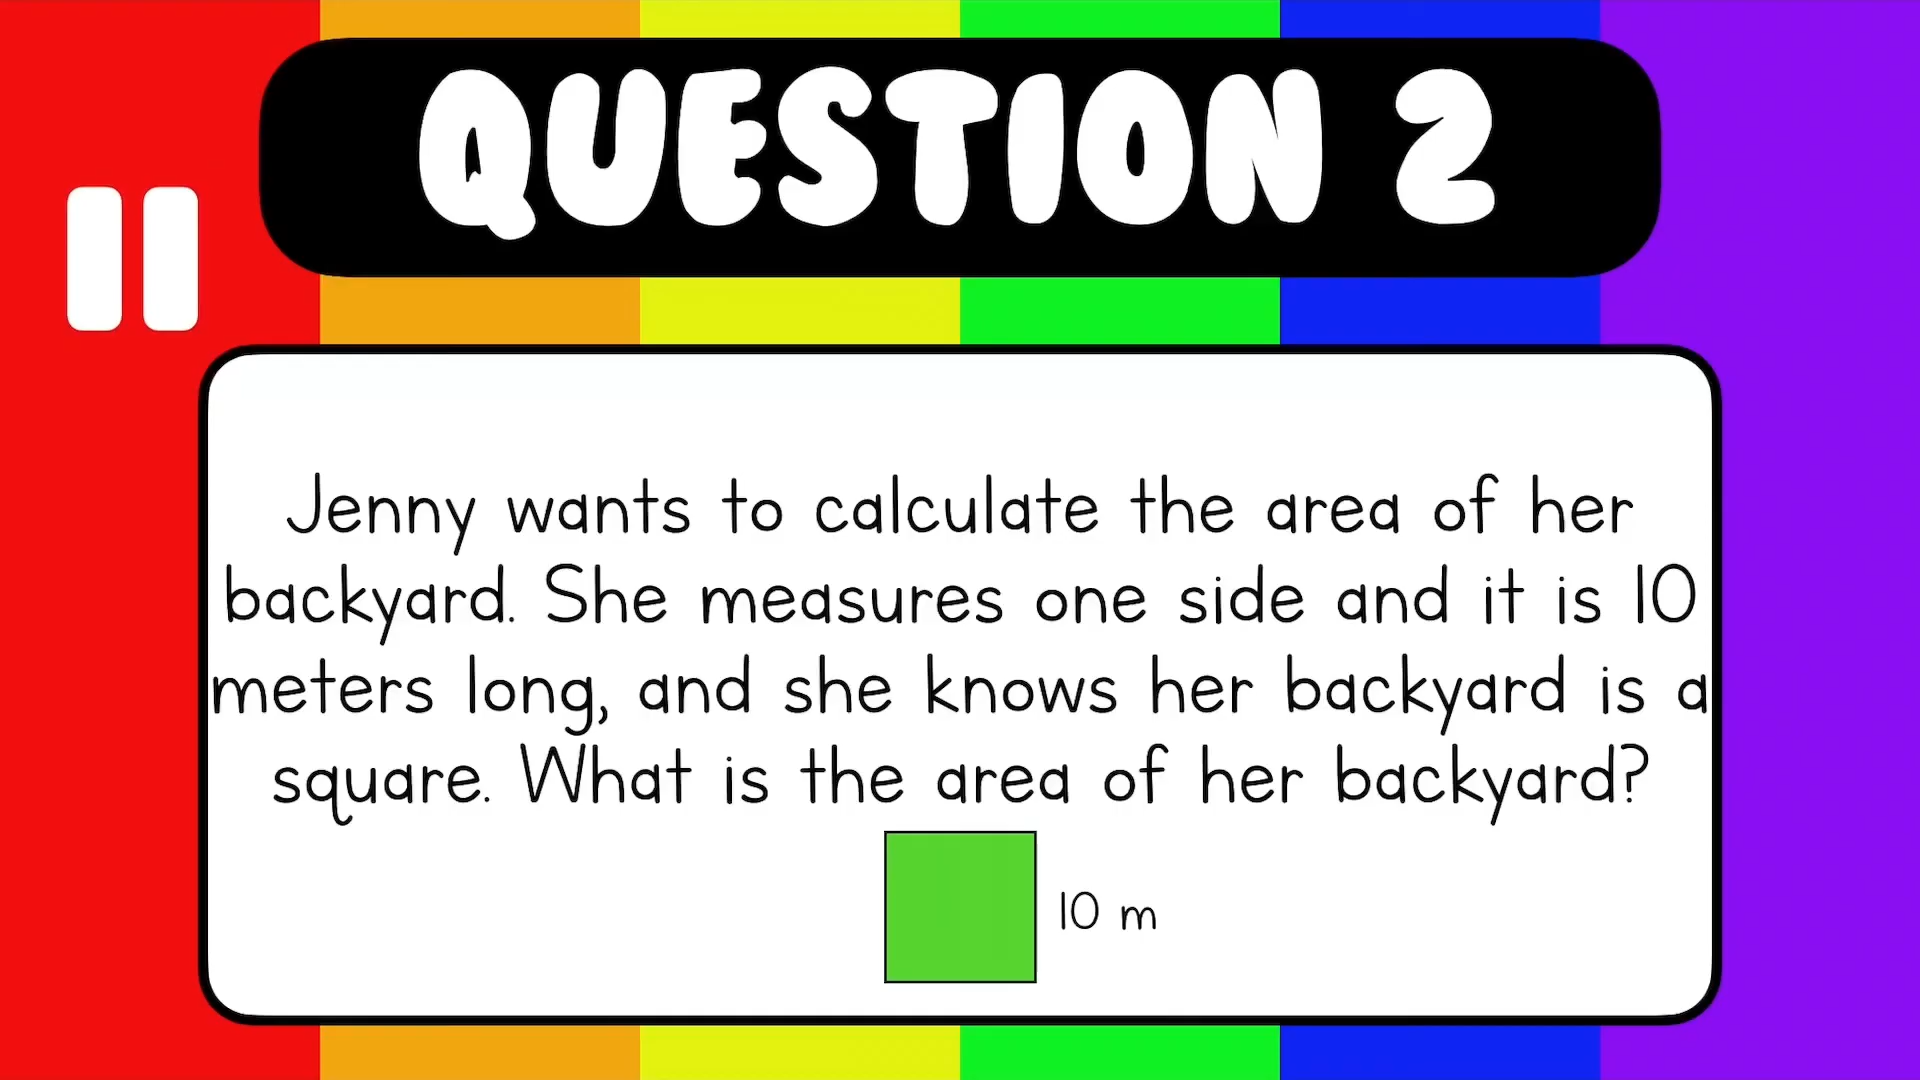 QUESTION 2
Jenny wants to calculate the area of her
backyard. She measures one side and it is 10
meters long, and she knows her backyard is a
square. What is the area of her backyard?
10 m